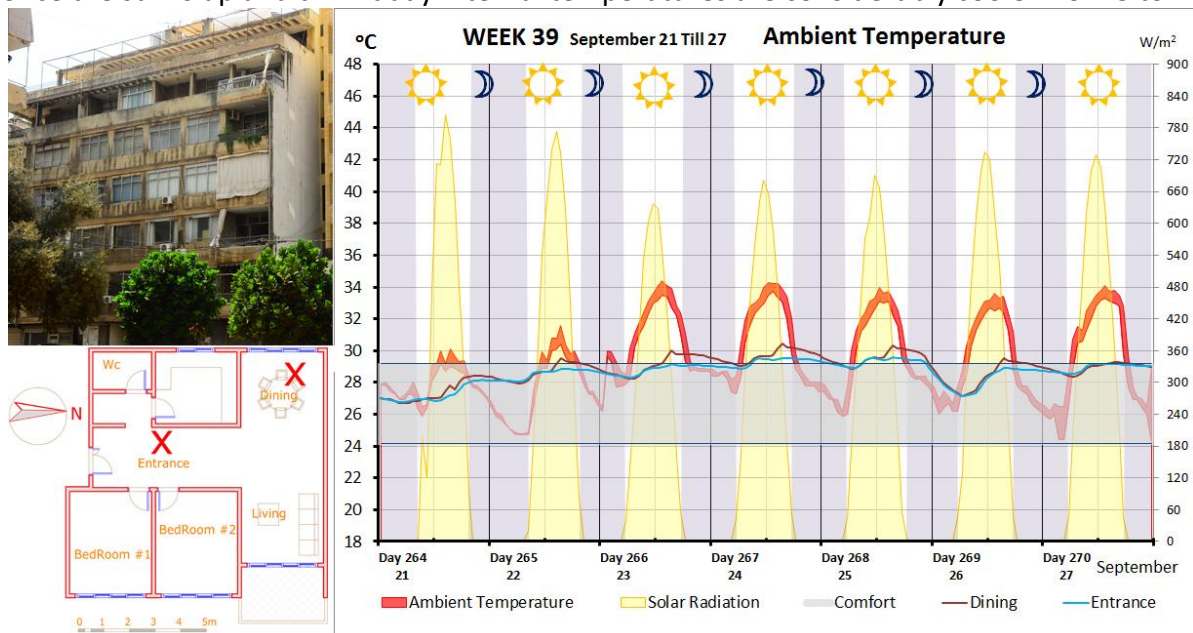 WEEK 39 September 21 Till 27 Ambient Temperature
°C
W/m²
48
46
44
42
40
38
36
34
32
30
28
26
24
22
20
18
900
840
780
720
660
600
540
480
420
360
300
240
180
120
60
0
Day 264 Day 265 Day 266 Day 267 Day 268 Day 269 Day 270
21 22 23 24 25 26 27 September
Ambient Temperature Solar Radiation Comfort Dining Entrance
Wc
Dining
N
X
X
Entrance
Living
BedRoom #2
BedRoom #1
0 1 2 3 4 5m